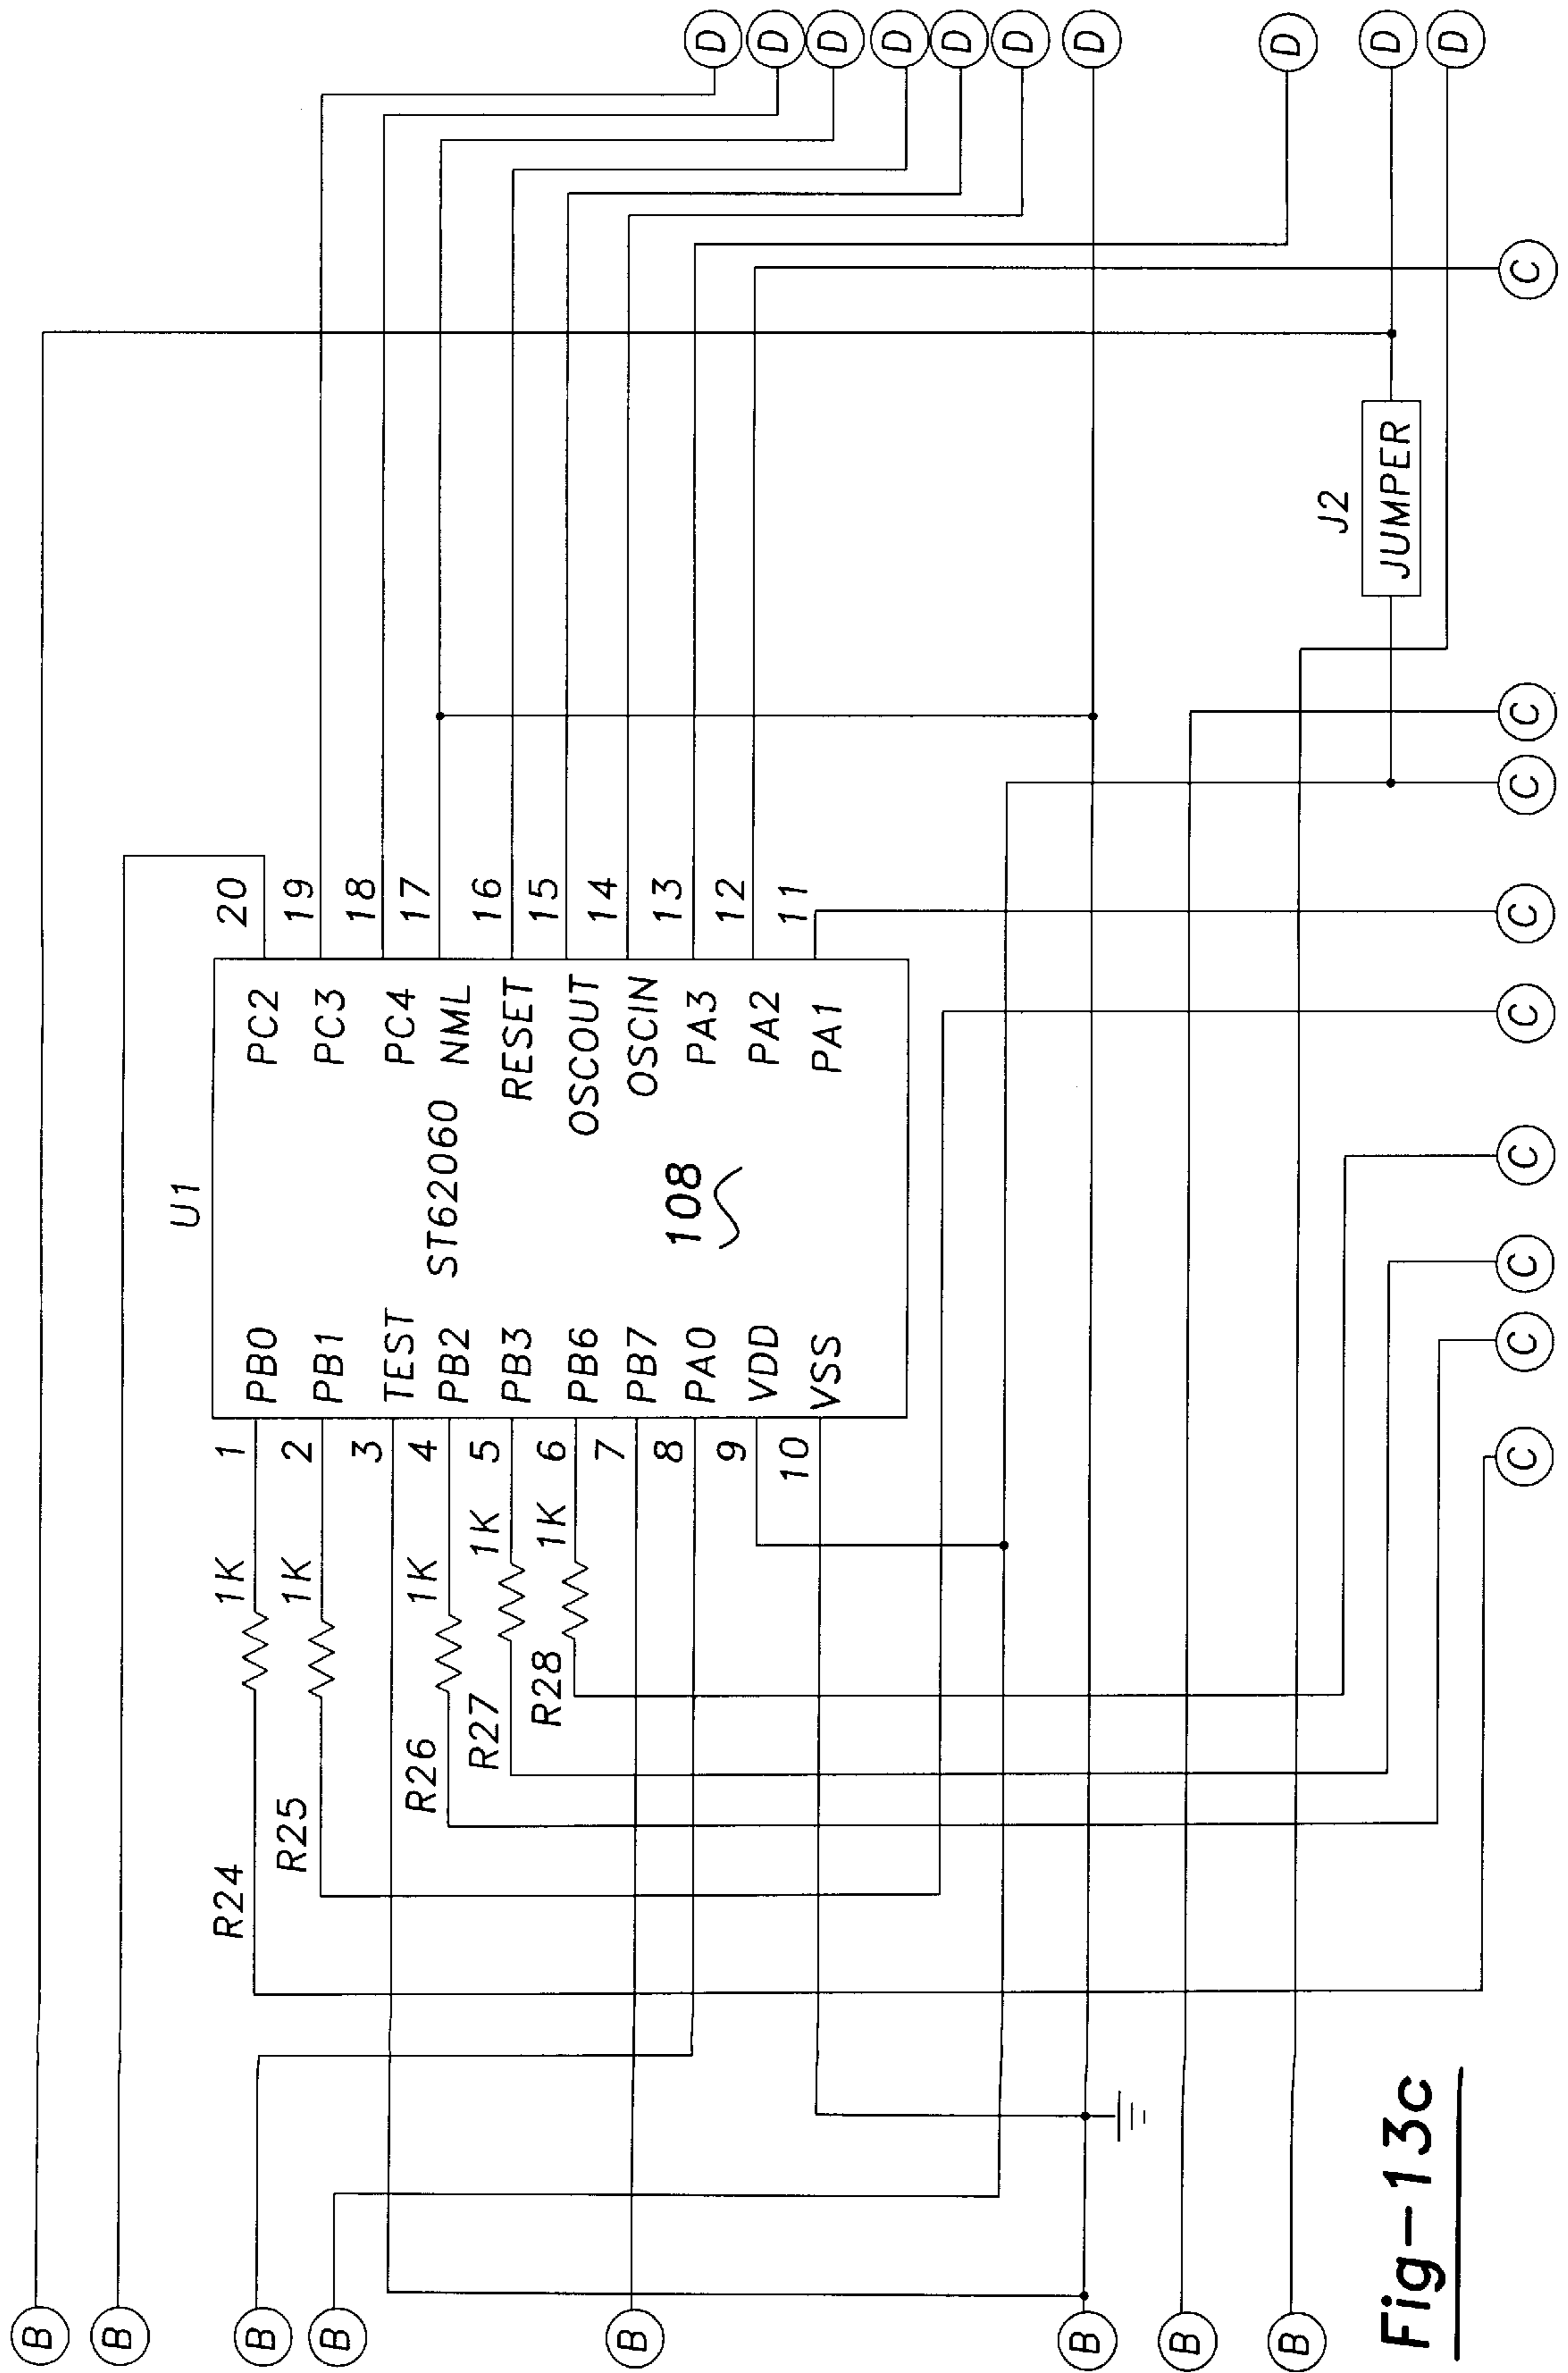 B
B
U1
R24 1K 1 20
B PB0 PC2
R25 1K 2 19
B PB1 PC3
3 18
TEST PC4
R26 1K 4 17
PB2 ST62060 NML
R27 1K 5 16
PB3 RESET
R28 1K 6 15
PB6 OSCOUT
7 14
B PB7 OSCIN
8 108 13
PA0 PA3 D
9 12
VDD PA2 D
10 11
VSS PA1 D
D
D
D
B D
B
B D
J2
JUMPER D
Fig-13c
D
C C C C C C C C C